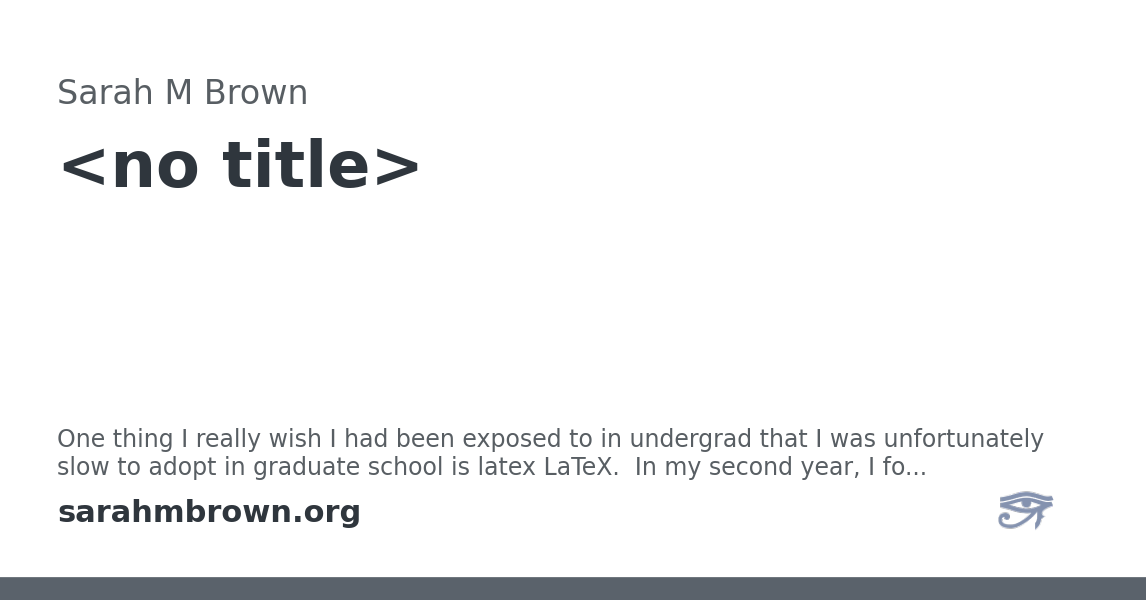 Sarah M Brown
<no title>
One thing I really wish I had been exposed to in undergrad that I was unfortunately
slow to adopt in graduate school is latex LaTeX.  In my second year, I fo...
sarahmbrown.org